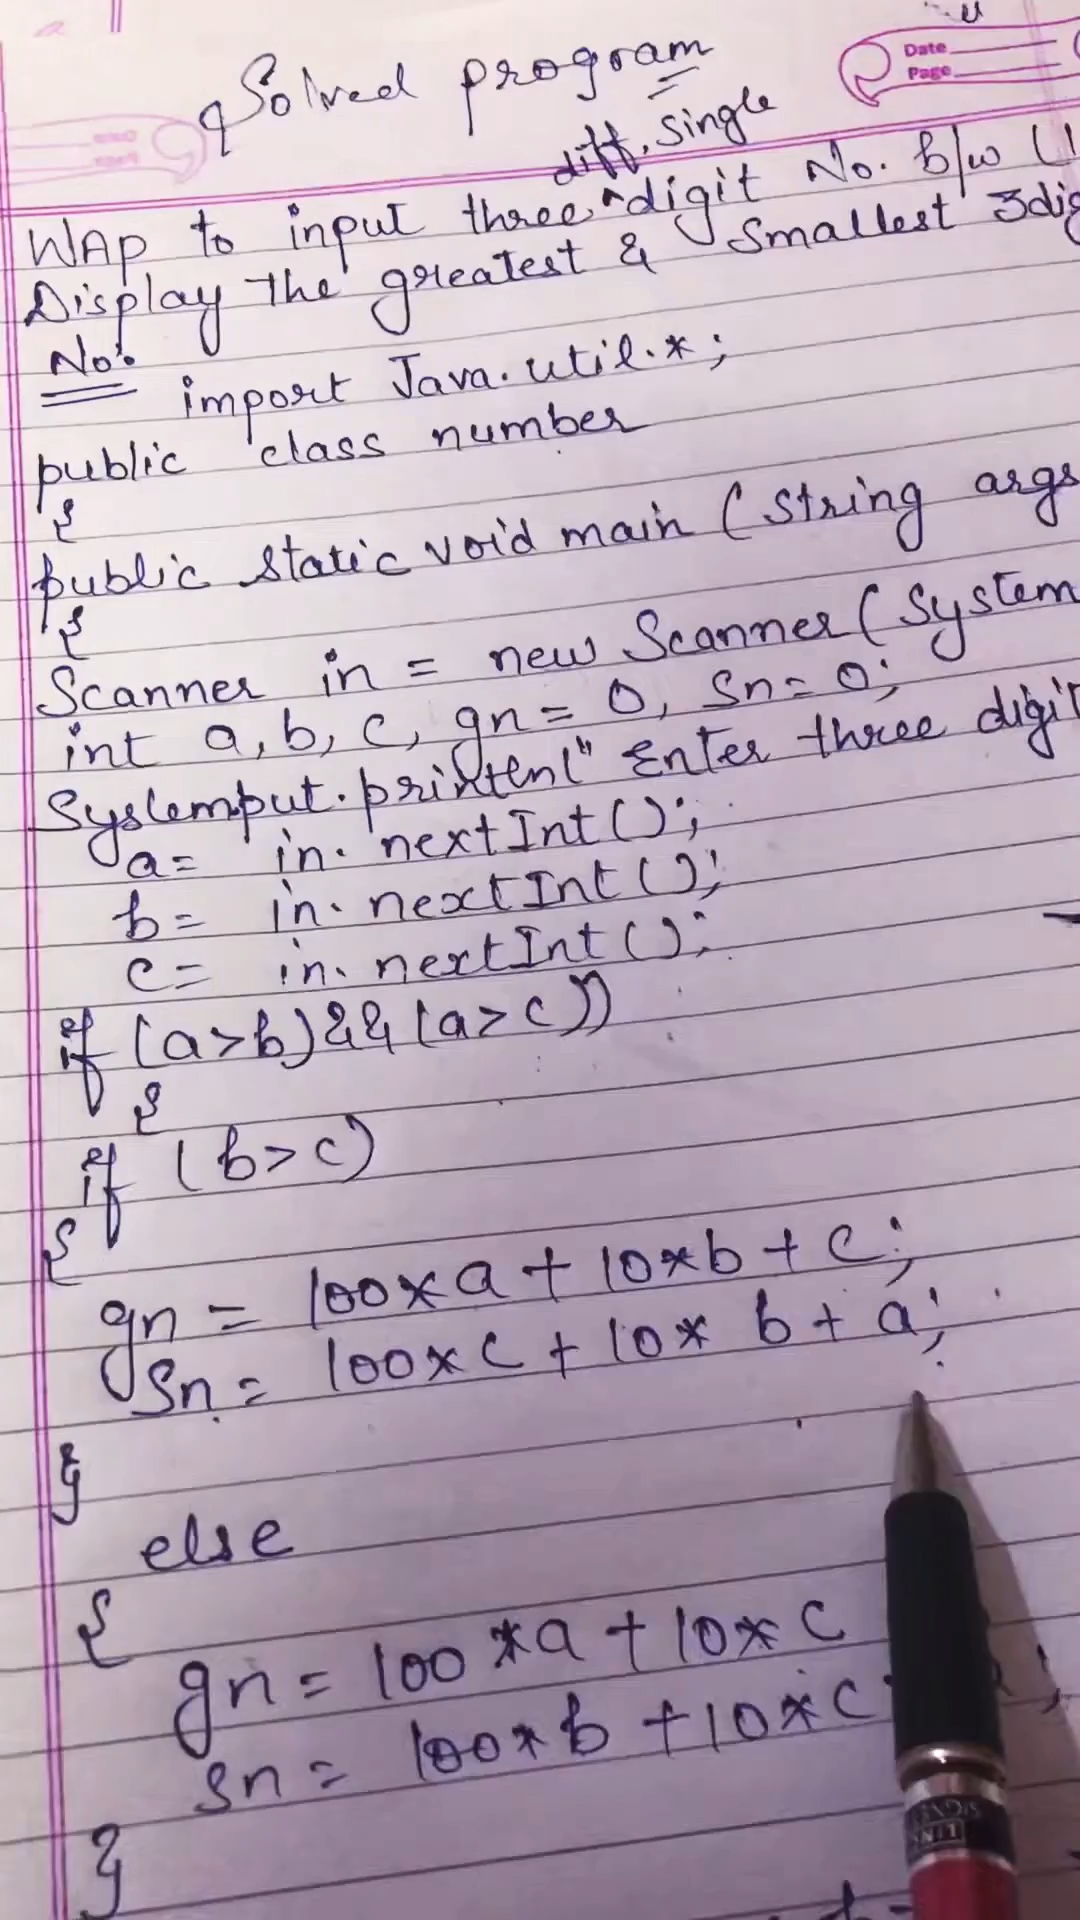 Date
Page
Solved program
diff. single
WAP to input three digit No. b/w (1
Display the greatest & Smallest 3dig
No:
import Java.util.*;
public class number
{
public static void main (String args
{
Scanner in = new Scanner (System
int a, b, c, gn = 0, Sn = 0;
System.out.println(" Enter three digit
a = in.nextInt();
b = in.nextInt();
c = in.nextInt();
if (a>b)&&(a>c))
{
if (b>c)
{
gn = 100*a + 10*b + c;
Sn = 100*c + 10* b + a;
}
else
{
gn = 100*a + 10*c
sn = 100*b + 10*c
}